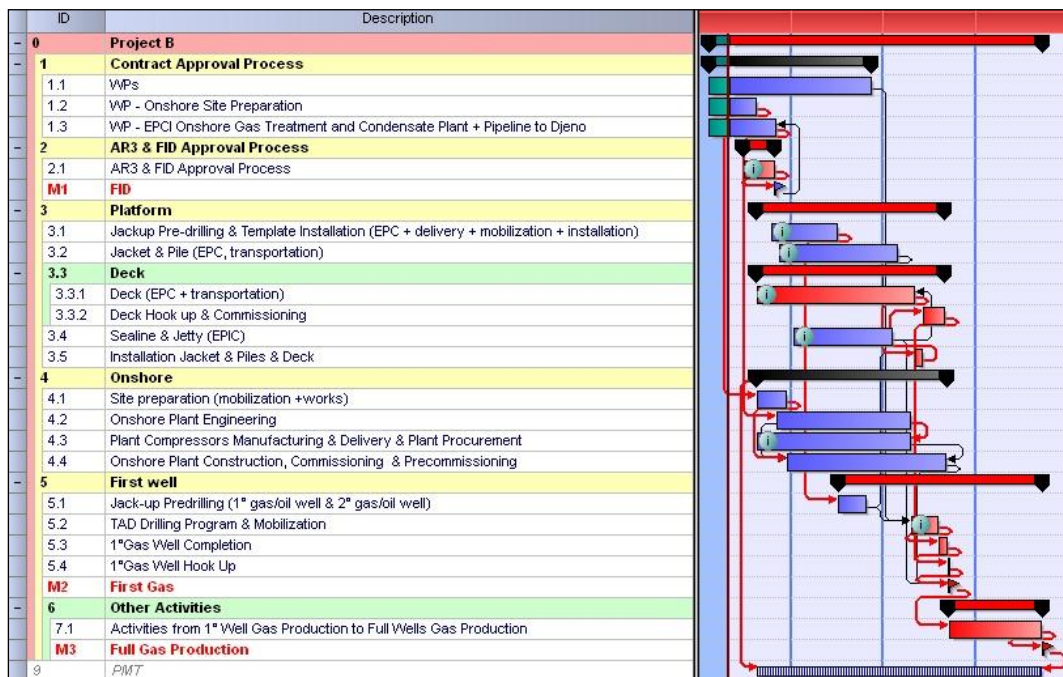 ID Description
0 Project B
1 Contract Approval Process
1.1 WPs
1.2 WP - Onshore Site Preparation
1.3 WP - EPCI Onshore Gas Treatment and Condensate Plant + Pipeline to Djeno
2 AR3 & FID Approval Process
2.1 AR3 & FID Approval Process
M1 FID
3 Platform
3.1 Jackup Pre-drilling & Template Installation (EPC + delivery + mobilization + installation)
3.2 Jacket & Pile (EPC, transportation)
3.3 Deck
3.3.1 Deck (EPC + transportation)
3.3.2 Deck Hook up & Commissioning
3.4 Sealine & Jetty (EPIC)
3.5 Installation Jacket & Piles & Deck
4 Onshore
4.1 Site preparation (mobilization +works)
4.2 Onshore Plant Engineering
4.3 Plant Compressors Manufacturing & Delivery & Plant Procurement
4.4 Onshore Plant Construction, Commissioning & Precommissioning
5 First well
5.1 Jack-up Predrilling (1° gas/oil well & 2° gas/oil well)
5.2 TAD Drilling Program & Mobilization
5.3 1°Gas Well Completion
5.4 1°Gas Well Hook Up
M2 First Gas
6 Other Activities
7.1 Activities from 1° Well Gas Production to Full Wells Gas Production
M3 Full Gas Production
9 PMT